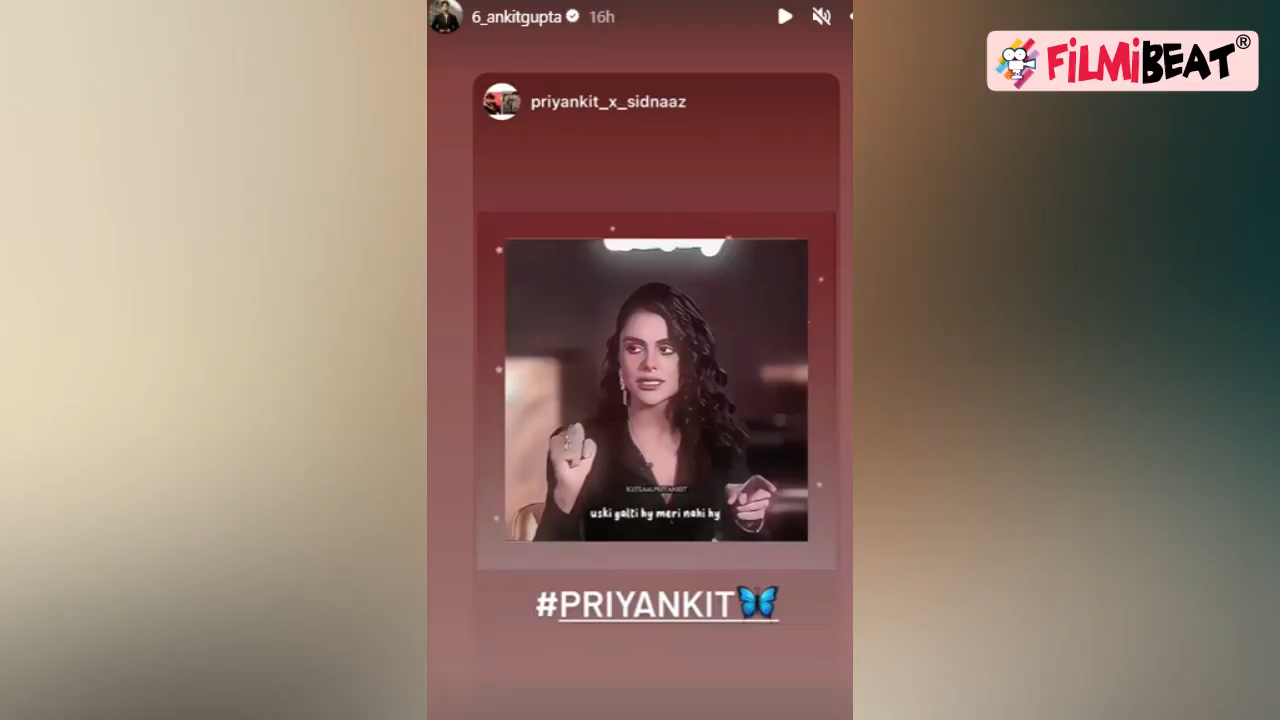 6_ankitgupta 16h
FiLMiBEAT®
priyankit_x_sidnaaz
uski galti hy meri nahi hy
#PRIYANKIT🦋